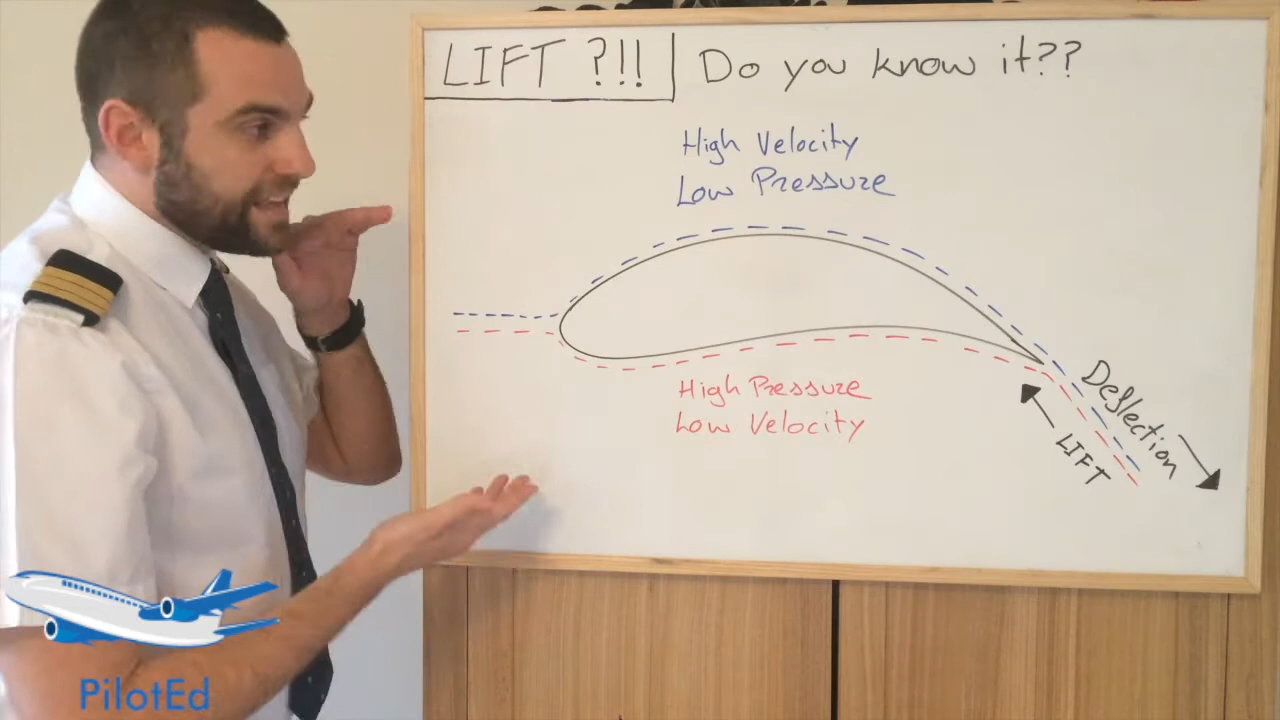 LIFT ?!!
Do you know it??
High Velocity
Low Pressure
High Pressure
Low Velocity
Deflection
LIFT
PilotEd